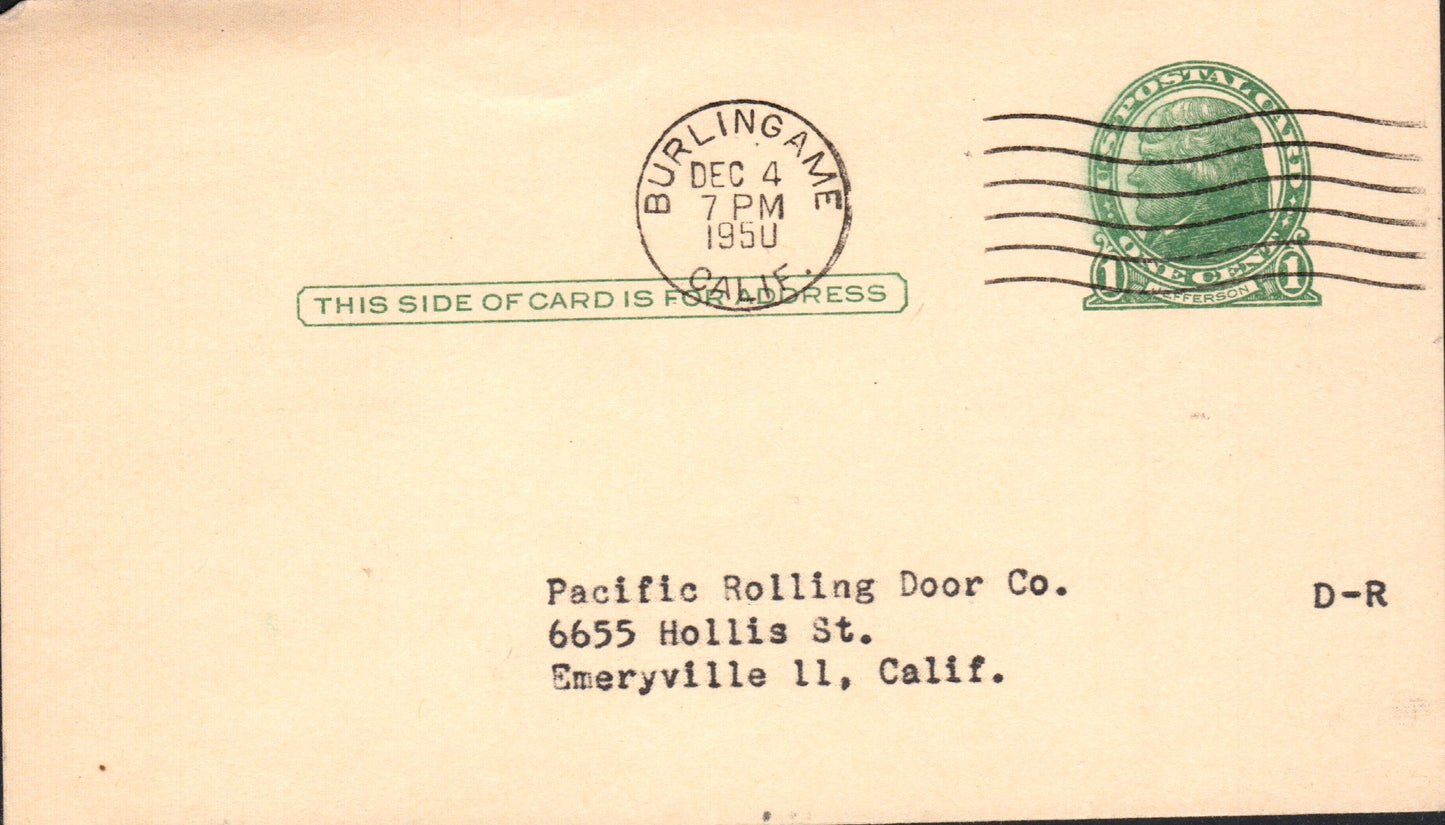 BURLINGAME
DEC 4
7 PM
1950
CALIF.
U.S. POSTAL CARD
ONE CENT
1 JEFFERSON 1
THIS SIDE OF CARD IS FOR ADDRESS
Pacific Rolling Door Co. D-R
6655 Hollis St.
Emeryville 11, Calif.